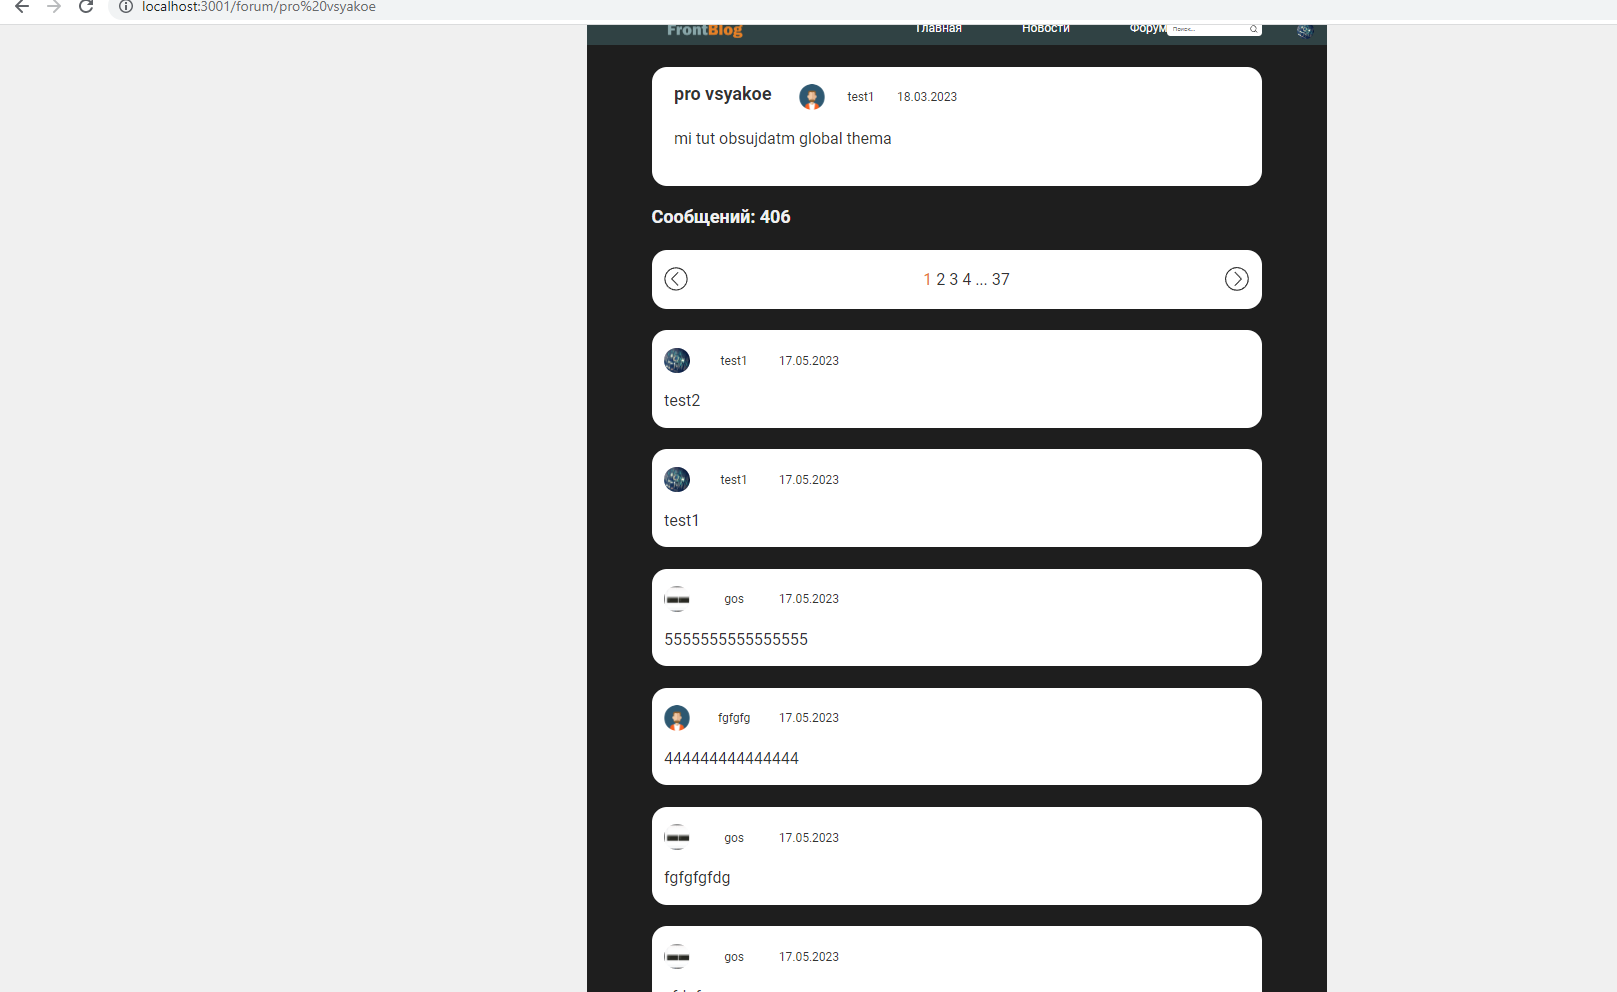 localhost:3001/forum/pro%20vsyakoe
FrontBlog Главная Новости Форум Поиск...
pro vsyakoe test1 18.03.2023
mi tut obsujdatm global thema
Сообщений: 406
1 2 3 4 ... 37
test1 17.05.2023
test2
test1 17.05.2023
test1
gos 17.05.2023
5555555555555555
fgfgfg 17.05.2023
444444444444444
gos 17.05.2023
fgfgfgfdg
gos 17.05.2023